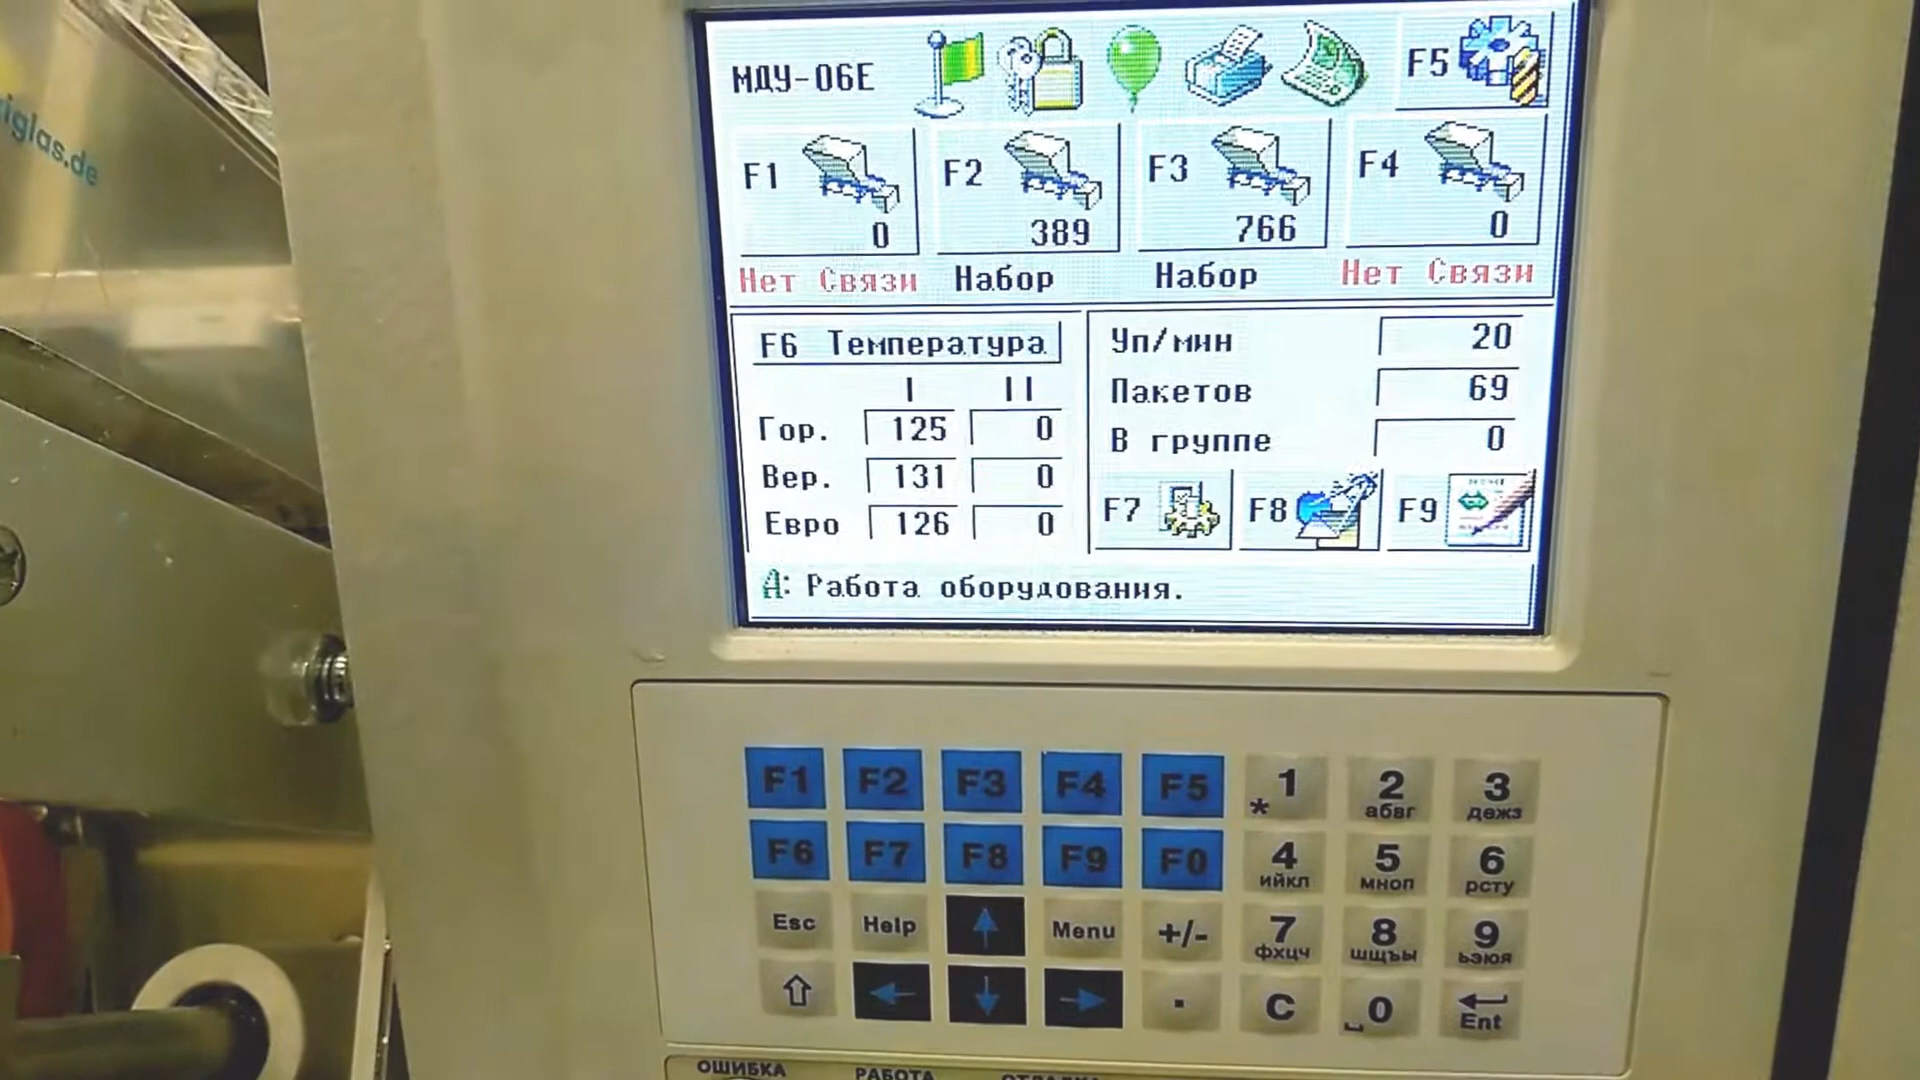 iglas.de
МДУ-06Е
F5
F1
0
F2
389
F3
766
F4
0
Нет Связи
Набор
Набор
Нет Связи
F6 Температура
I II
Гор. 125 0
Вер. 131 0
Евро 126 0
Уп/мин 20
Пакетов 69
В группе 0
F7 F8 F9
А: Работа оборудования.
F1 F2 F3 F4 F5 1 * 2 абвг 3 дежз
F6 F7 F8 F9 F0 4 ийкл 5 мноп 6 рсту
Esc Help Menu +/- 7 фхцч 8 шщъы 9 ьэюя
. C 0 Ent
ОШИБКА РАБОТА ОТЛАДКА